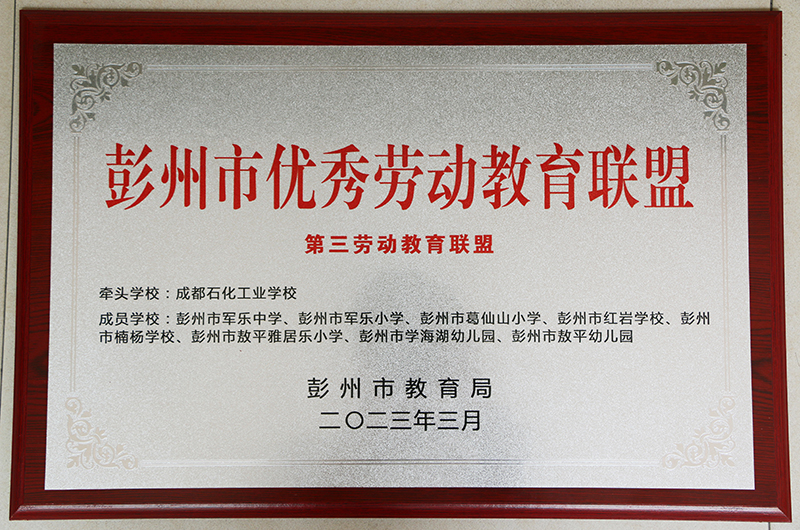 彭州市优秀劳动教育联盟
第三劳动教育联盟
牵头学校：成都石化工业学校
成员学校：彭州市军乐中学、彭州市军乐小学、彭州市葛仙山小学、彭州市红岩学校、彭州
市楠杨学校、彭州市敖平雅居乐小学、彭州市学海湖幼儿园、彭州市敖平幼儿园
彭州市教育局
二〇二三年三月